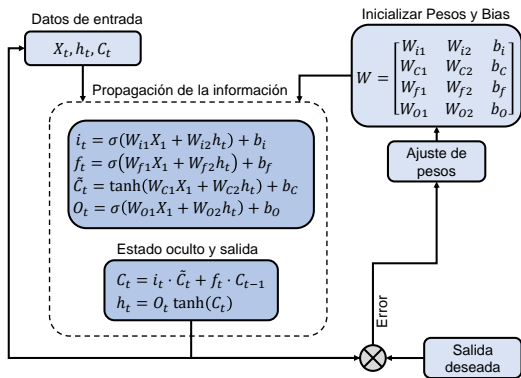 Datos de entrada
X_t, h_t, C_t
Inicializar Pesos y Bias
W = [W_{i1} W_{i2} b_i
W_{C1} W_{C2} b_C
W_{f1} W_{f2} b_f
W_{O1} W_{O2} b_O]
Propagación de la información
i_t = σ(W_{i1}X_1 + W_{i2}h_t) + b_i
f_t = σ(W_{f1}X_1 + W_{f2}h_t) + b_f
C̃_t = tanh(W_{C1}X_1 + W_{C2}h_t) + b_C
O_t = σ(W_{O1}X_1 + W_{O2}h_t) + b_O
Ajuste de
pesos
Estado oculto y salida
C_t = i_t · C̃_t + f_t · C_{t−1}
h_t = O_t tanh(C_t)
Error
Salida
deseada